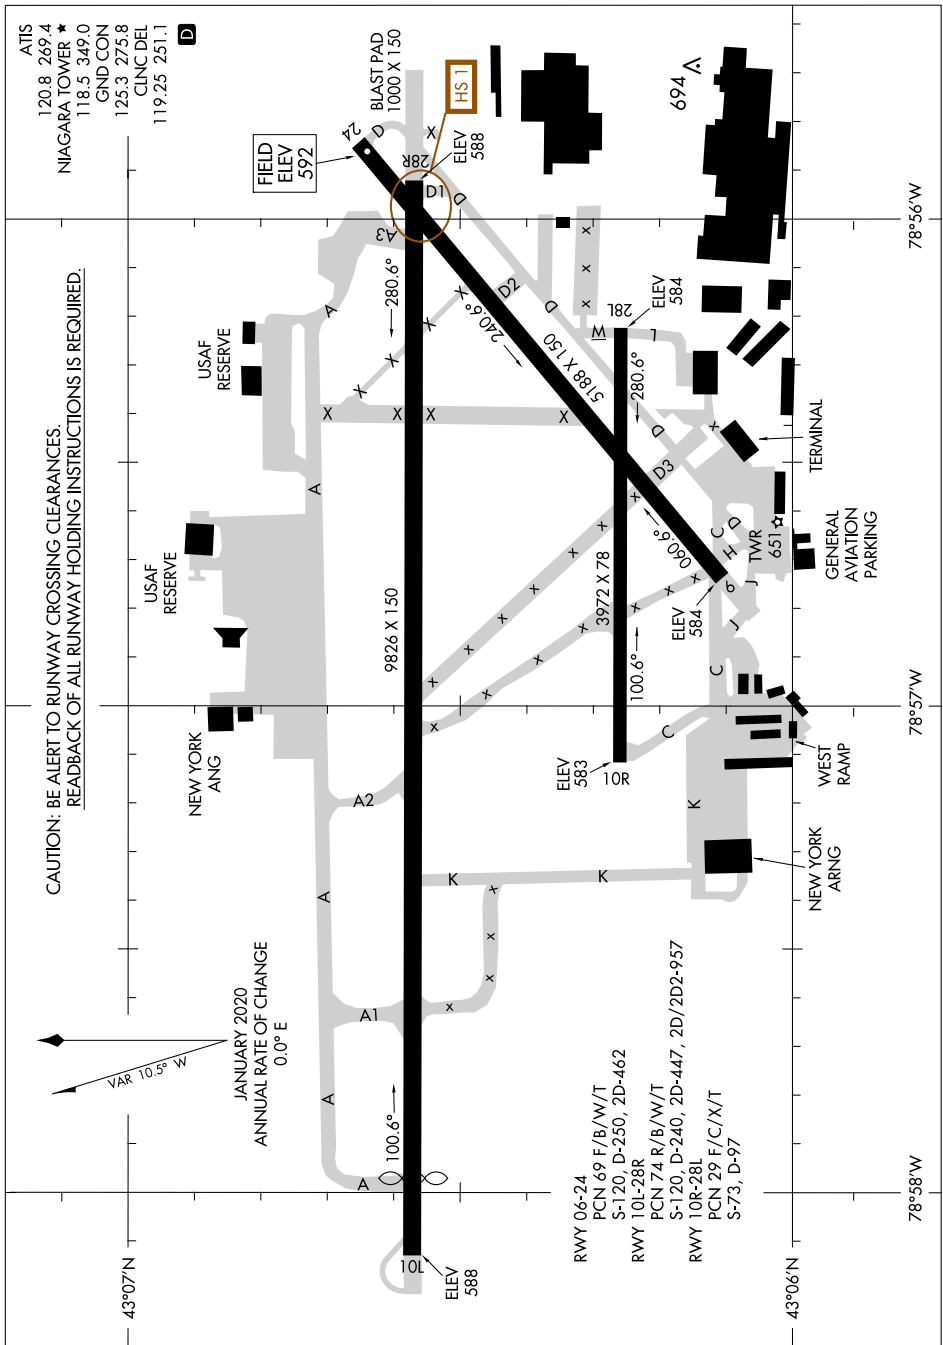 ATIS
120.8 269.4
NIAGARA TOWER ★
118.5 349.0
GND CON
125.3 275.8
CLNC DEL
119.25 251.1
D
CAUTION: BE ALERT TO RUNWAY CROSSING CLEARANCES.
READBACK OF ALL RUNWAY HOLDING INSTRUCTIONS IS REQUIRED.
FIELD
ELEV
592
BLAST PAD
1000 X 150
HS 1
24
D
X
28R
ELEV
588
D1
D
A3
694
USAF
RESERVE
A
280.6°
X
X
X
X
240.6°
D2
D
5188 X 150
x
x
x
W
28L
L
ELEV
584
280.6°
X
X
X
X
D
x
TERMINAL
A
D3
USAF
RESERVE
x
x
x
x
x
x
x
060.6°
C
D
H
TWR
651
GENERAL
AVIATION
PARKING
9826 X 150
3972 X 78
x
x
x
x
x
x
x
ELEV
584
6
J
J
C
100.6°
NEW YORK
ANG
C
ELEV
583
10R
WEST
RAMP
A2
K
K
K
NEW YORK
ARNG
A
x
x
x
x
A1
JANUARY 2020
ANNUAL RATE OF CHANGE
0.0° E
VAR 10.5° W
A
100.6°
A
10L
ELEV
588
RWY 06-24
PCN 69 F/B/W/T
S-120, D-250, 2D-462
RWY 10L-28R
PCN 74 R/B/W/T
S-120, D-240, 2D-447, 2D/2D2-957
RWY 10R-28L
PCN 29 F/C/X/T
S-73, D-97
43°07'N
43°06'N
78°56'W
78°57'W
78°58'W